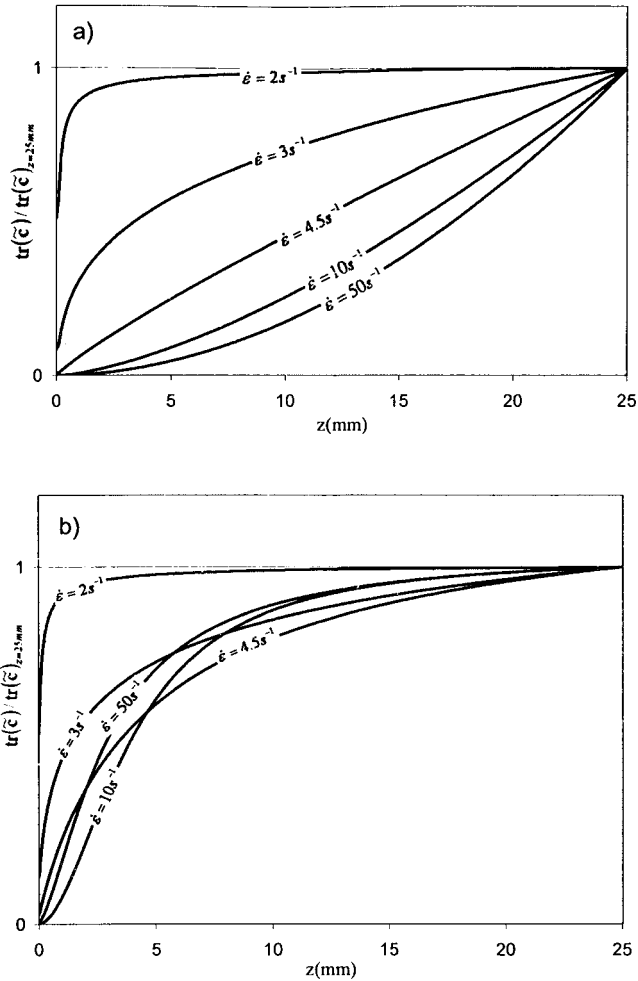 a)
1
ε̇ = 2s⁻¹
ε̇ = 3s⁻¹
ε̇ = 4.5s⁻¹
ε̇ = 10s⁻¹
ε̇ = 50s⁻¹
tr(c̃) / tr(c̃)z=25mm
0
0 5 10 15 20 25
z(mm)
b)
1
ε̇ = 2s⁻¹
ε̇ = 4.5s⁻¹
ε̇ = 3s⁻¹
ε̇ = 50s⁻¹
ε̇ = 10s⁻¹
tr(c̃) / tr(c̃)z=25mm
0
0 5 10 15 20 25
z(mm)